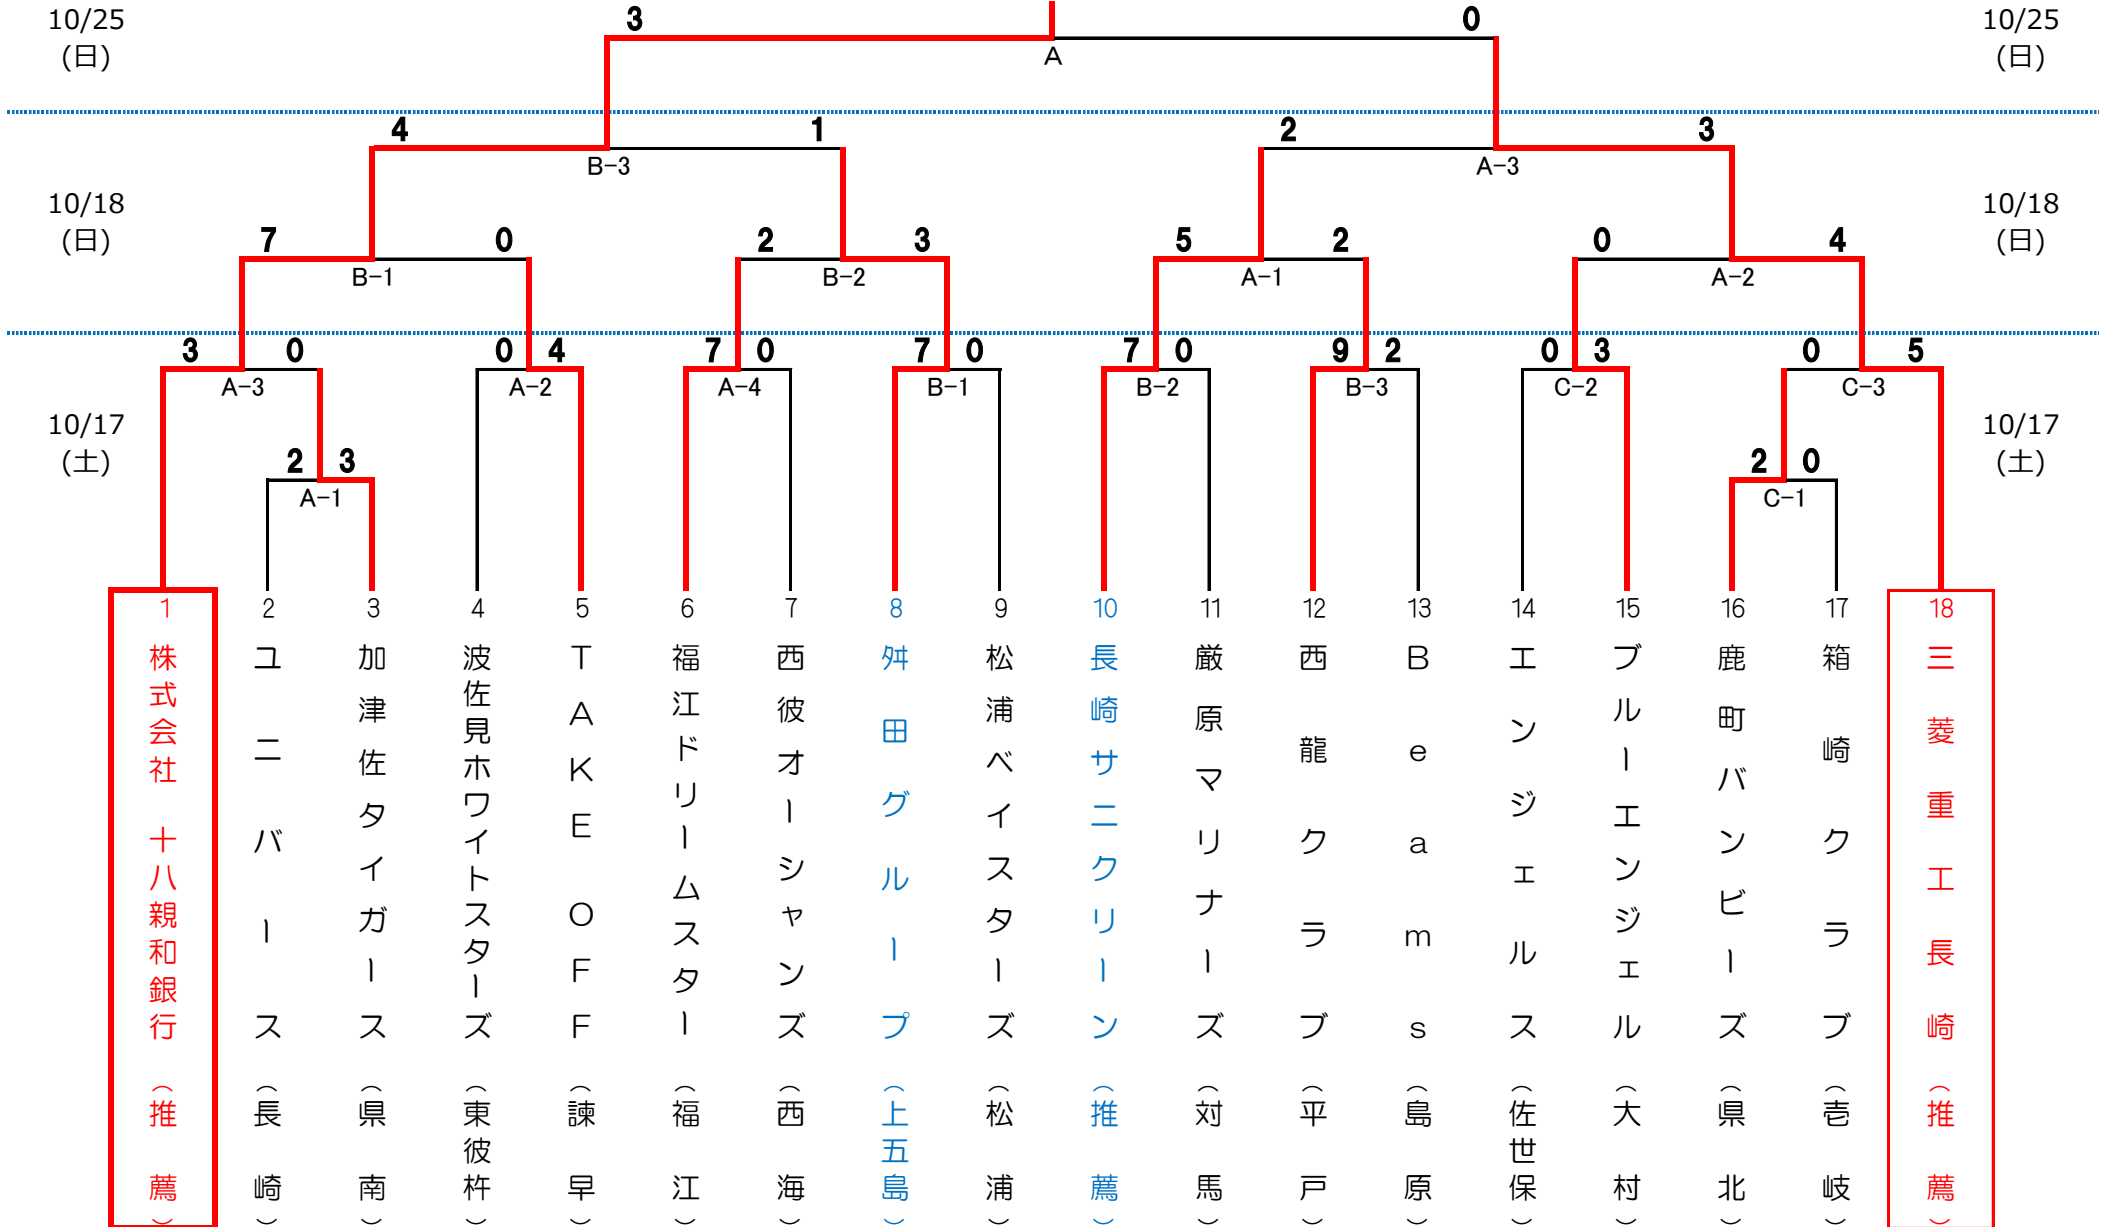 10/25
(日)
3
0
10/25
(日)
A
4
1
2
3
B-3
A-3
10/18
(日)
10/18
(日)
7
0
2
3
5
2
0
4
B-1
B-2
A-1
A-2
3
0
0
4
7
0
7
0
7
0
9
2
0
3
0
5
A-3
A-2
A-4
B-1
B-2
B-3
C-2
C-3
10/17
(土)
10/17
(土)
2
3
2
0
A-1
C-1
1
株式会社 十八親和銀行
(推薦)
2
ユニバース
(長崎)
3
加津佐タイガース
(県南)
4
波佐見ホワイトスターズ
(東彼杵)
5
TAKE OFF
(諫早)
6
福江ドリームスター
(福江)
7
西彼オーシャンズ
(西海)
8
舛田グループ
(上五島)
9
松浦ベイスターズ
(松浦)
10
長崎サニクリーン
(推薦)
11
厳原マリナーズ
(対馬)
12
西龍クラブ
(平戸)
13
Beams
(島原)
14
エンジェルス
(佐世保)
15
ブルーエンジェル
(大村)
16
鹿町バンビーズ
(県北)
17
箱崎クラブ
(壱岐)
18
三菱重工長崎
(推薦)